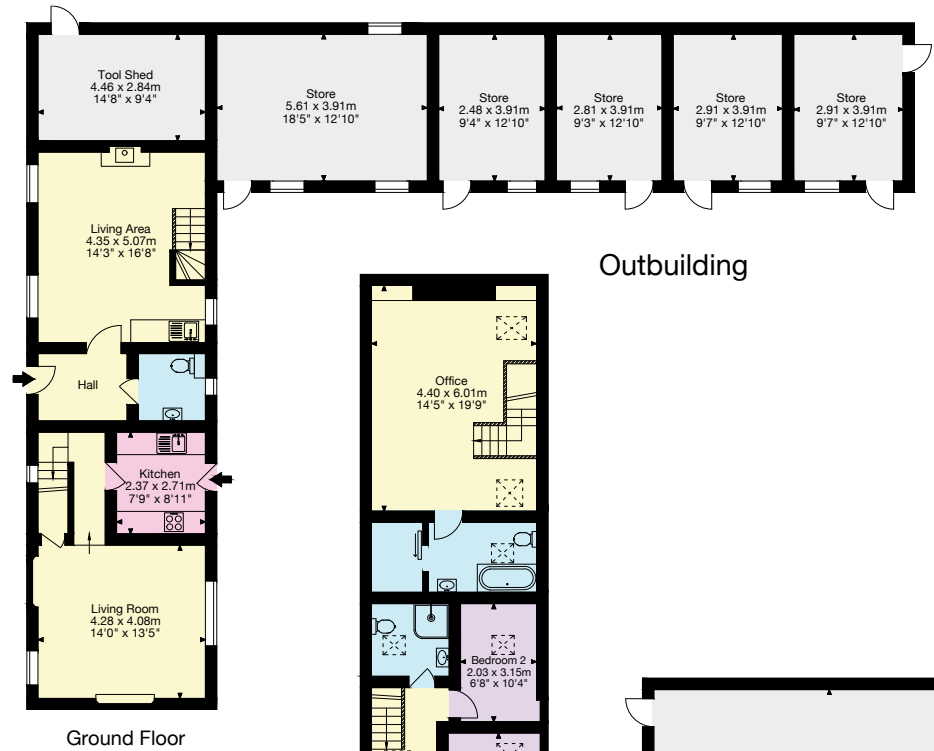 Tool Shed
4.46 x 2.84m
14'8" x 9'4"
Store
5.61 x 3.91m
18'5" x 12'10"
Store
2.48 x 3.91m
9'4" x 12'10"
Store
2.81 x 3.91m
9'3" x 12'10"
Store
2.91 x 3.91m
9'7" x 12'10"
Store
2.91 x 3.91m
9'7" x 12'10"
Living Area
4.35 x 5.07m
14'3" x 16'8"
Outbuilding
Hall
Office
4.40 x 6.01m
14'5" x 19'9"
Kitchen
2.37 x 2.71m
7'9" x 8'11"
Living Room
4.28 x 4.08m
14'0" x 13'5"
Bedroom 2
2.03 x 3.15m
6'8" x 10'4"
Ground Floor